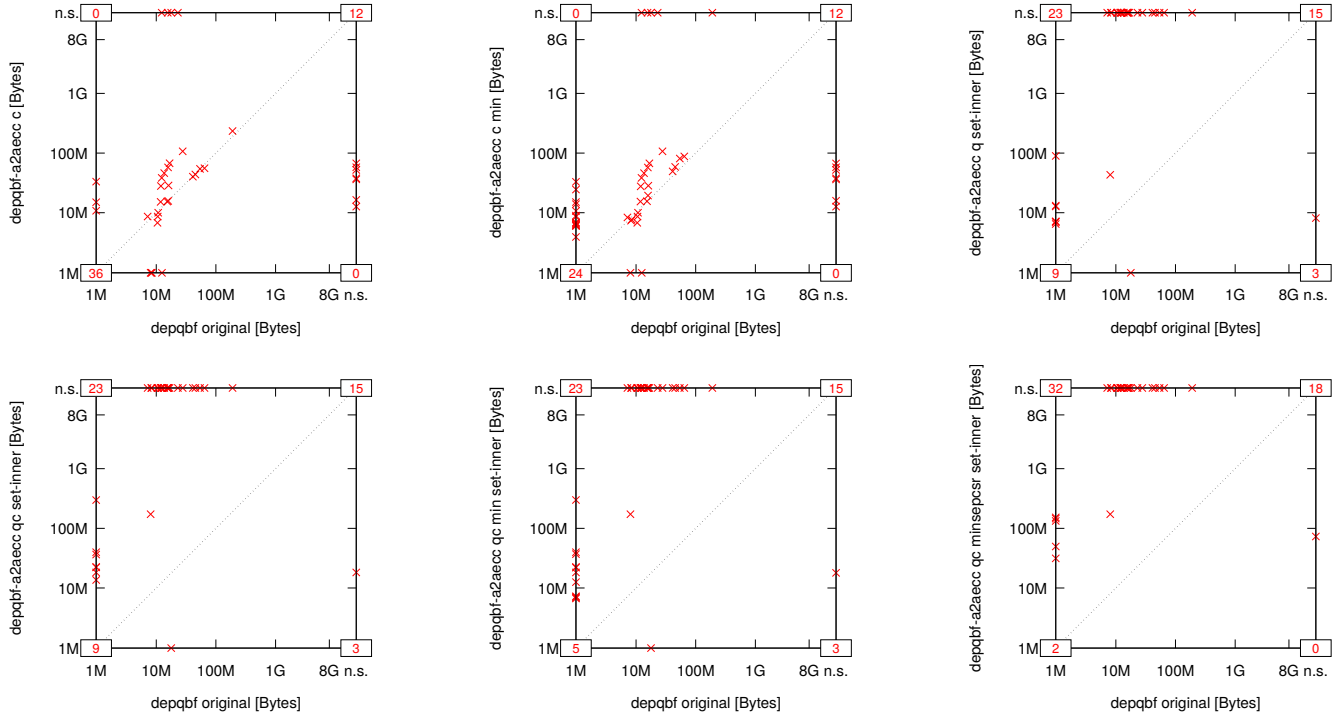 depqbf-a2aecc c [Bytes]
0
12
n.s.
8G
1G
100M
10M
1M
36
0
1M 10M 100M 1G 8G n.s.
depqbf original [Bytes]
depqbf-a2aecc c min [Bytes]
0
12
n.s.
8G
1G
100M
10M
1M
24
0
1M 10M 100M 1G 8G n.s.
depqbf original [Bytes]
depqbf-a2aecc q set-inner [Bytes]
23
15
n.s.
8G
1G
100M
10M
1M
9
3
1M 10M 100M 1G 8G n.s.
depqbf original [Bytes]
depqbf-a2aecc qc set-inner [Bytes]
23
15
n.s.
8G
1G
100M
10M
1M
9
3
1M 10M 100M 1G 8G n.s.
depqbf original [Bytes]
depqbf-a2aecc qc min set-inner [Bytes]
23
15
n.s.
8G
1G
100M
10M
1M
5
3
1M 10M 100M 1G 8G n.s.
depqbf original [Bytes]
depqbf-a2aecc qc minsepcsr set-inner [Bytes]
32
18
n.s.
8G
1G
100M
10M
1M
2
0
1M 10M 100M 1G 8G n.s.
depqbf original [Bytes]